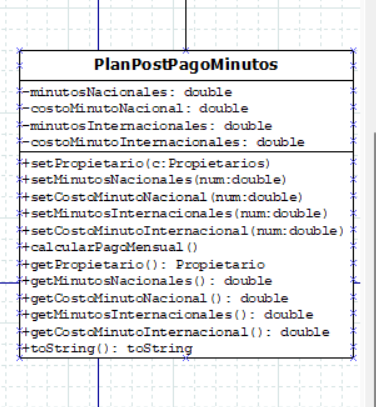 PlanPostPagoMinutos
-minutosNacionales: double
-costoMinutoNacional: double
-minutosInternacionales: double
-costoMinutoInternacionales: double
+setPropietario(c:Propietarios)
+setMinutosNacionales(num:double)
+setCostoMinutoNacional(num:double)
+setMinutosInternacionales(num:double)
+setCostoMinutoInternacional(num:double)
+calcularPagoMensual()
+getPropietario(): Propietario
+getMinutosNacionales(): double
+getCostoMinutoNacional(): double
+getMinutosInternacionales(): double
+getCostoMinutoInternacional(): double
+toString(): toString